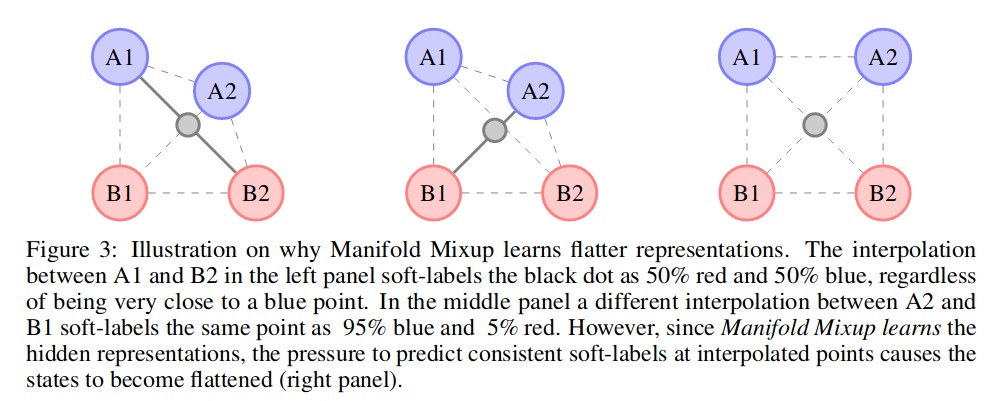 A1
A2
B1
B2
A1
A2
B1
B2
A1
A2
B1
B2
Figure 3: Illustration on why Manifold Mixup learns flatter representations. The interpolation
between A1 and B2 in the left panel soft-labels the black dot as 50% red and 50% blue, regardless
of being very close to a blue point. In the middle panel a different interpolation between A2 and
B1 soft-labels the same point as 95% blue and 5% red. However, since Manifold Mixup learns the
hidden representations, the pressure to predict consistent soft-labels at interpolated points causes the
states to become flattened (right panel).